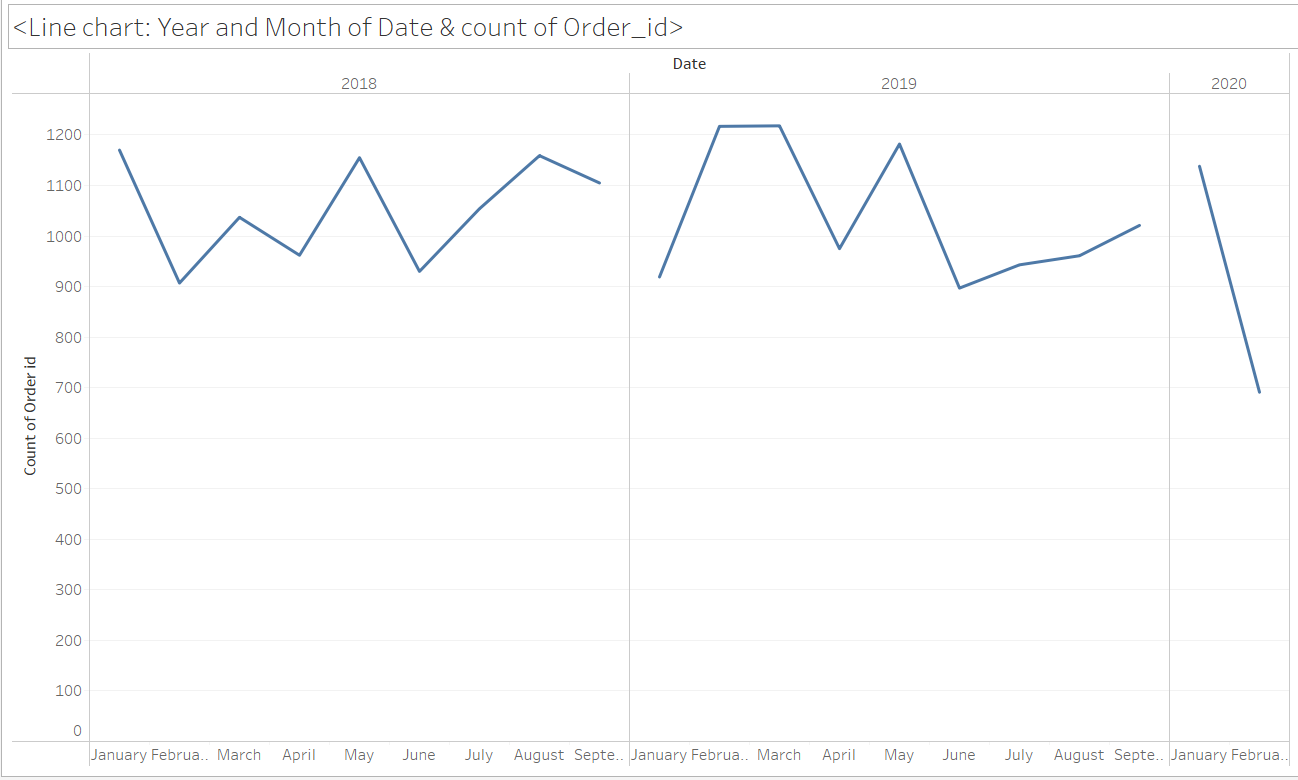 <Line chart: Year and Month of Date & count of Order_id>
Date
2018 2019 2020
1200
1100
1000
900
800
700
600
500
400
300
200
100
0
Count of Order id
January Februa.. March April May June July August Septe.. January Februa.. March April May June July August Septe.. January Februa..